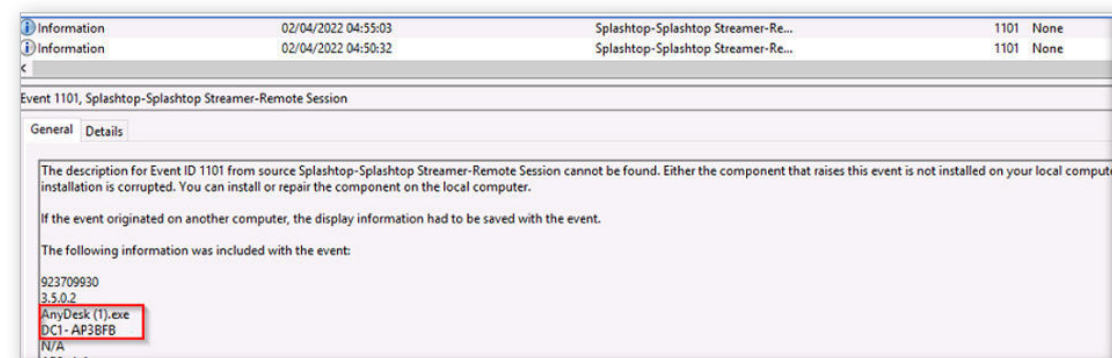 Information 02/04/2022 04:55:03 Splashtop-Splashtop Streamer-Re... 1101 None
Information 02/04/2022 04:50:32 Splashtop-Splashtop Streamer-Re... 1101 None
Event 1101, Splashtop-Splashtop Streamer-Remote Session
General Details
The description for Event ID 1101 from source Splashtop-Splashtop Streamer-Remote Session cannot be found. Either the component that raises this event is not installed on your local compute
installation is corrupted. You can install or repair the component on the local computer.
If the event originated on another computer, the display information had to be saved with the event.
The following information was included with the event:
923709930
3.5.0.2
AnyDesk (1).exe
DC1- AP3BFB
N/A